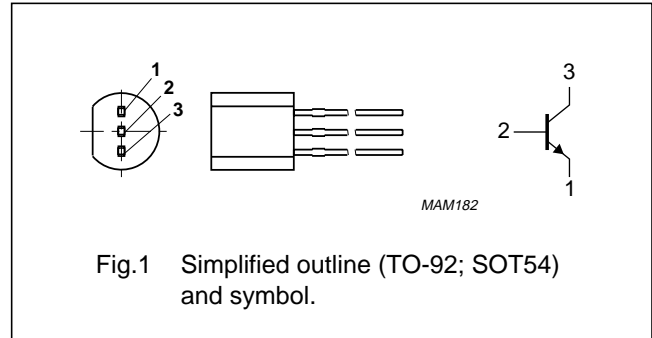 1
2
3
3
2
1
MAM182
Fig.1 Simplified outline (TO-92; SOT54)
and symbol.